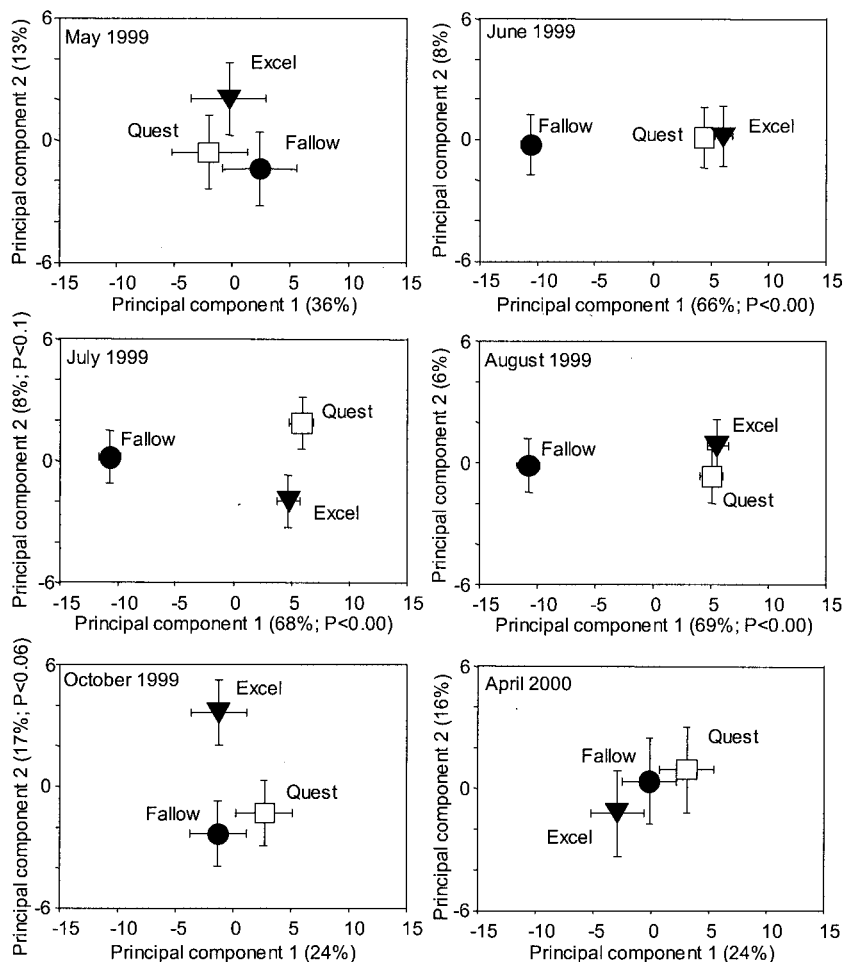 May 1999
Principal component 2 (13%)
6
0
-6
Excel
Quest
Fallow
-15 -10 -5 0 5 10 15
Principal component 1 (36%)
June 1999
Principal component 2 (8%)
6
0
-6
Fallow
Quest
Excel
-15 -10 -5 0 5 10 15
Principal component 1 (66%; P<0.00)
July 1999
Principal component 2 (8%; P<0.1)
6
0
-6
Quest
Fallow
Excel
-15 -10 -5 0 5 10 15
Principal component 1 (68%; P<0.00)
August 1999
Principal component 2 (6%)
6
0
-6
Excel
Fallow
Quest
-15 -10 -5 0 5 10 15
Principal component 1 (69%; P<0.00)
October 1999
Principal component 2 (17%; P<0.06)
6
0
-6
Excel
Quest
Fallow
-15 -10 -5 0 5 10 15
Principal component 1 (24%)
April 2000
Principal component 2 (16%)
6
0
-6
Quest
Fallow
Excel
-15 -10 -5 0 5 10 15
Principal component 1 (24%)